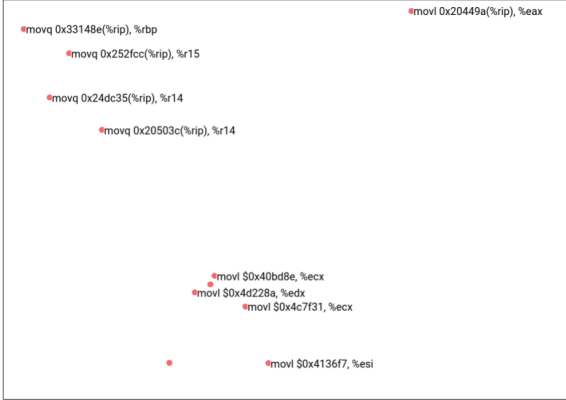 movl 0x20449a(%rip), %eax
movq 0x33148e(%rip), %rbp
movq 0x252fcc(%rip), %r15
movq 0x24dc35(%rip), %r14
movq 0x20503c(%rip), %r14
movl $0x40bd8e, %ecx
movl $0x4d228a, %edx
movl $0x4c7f31, %ecx
movl $0x4136f7, %esi